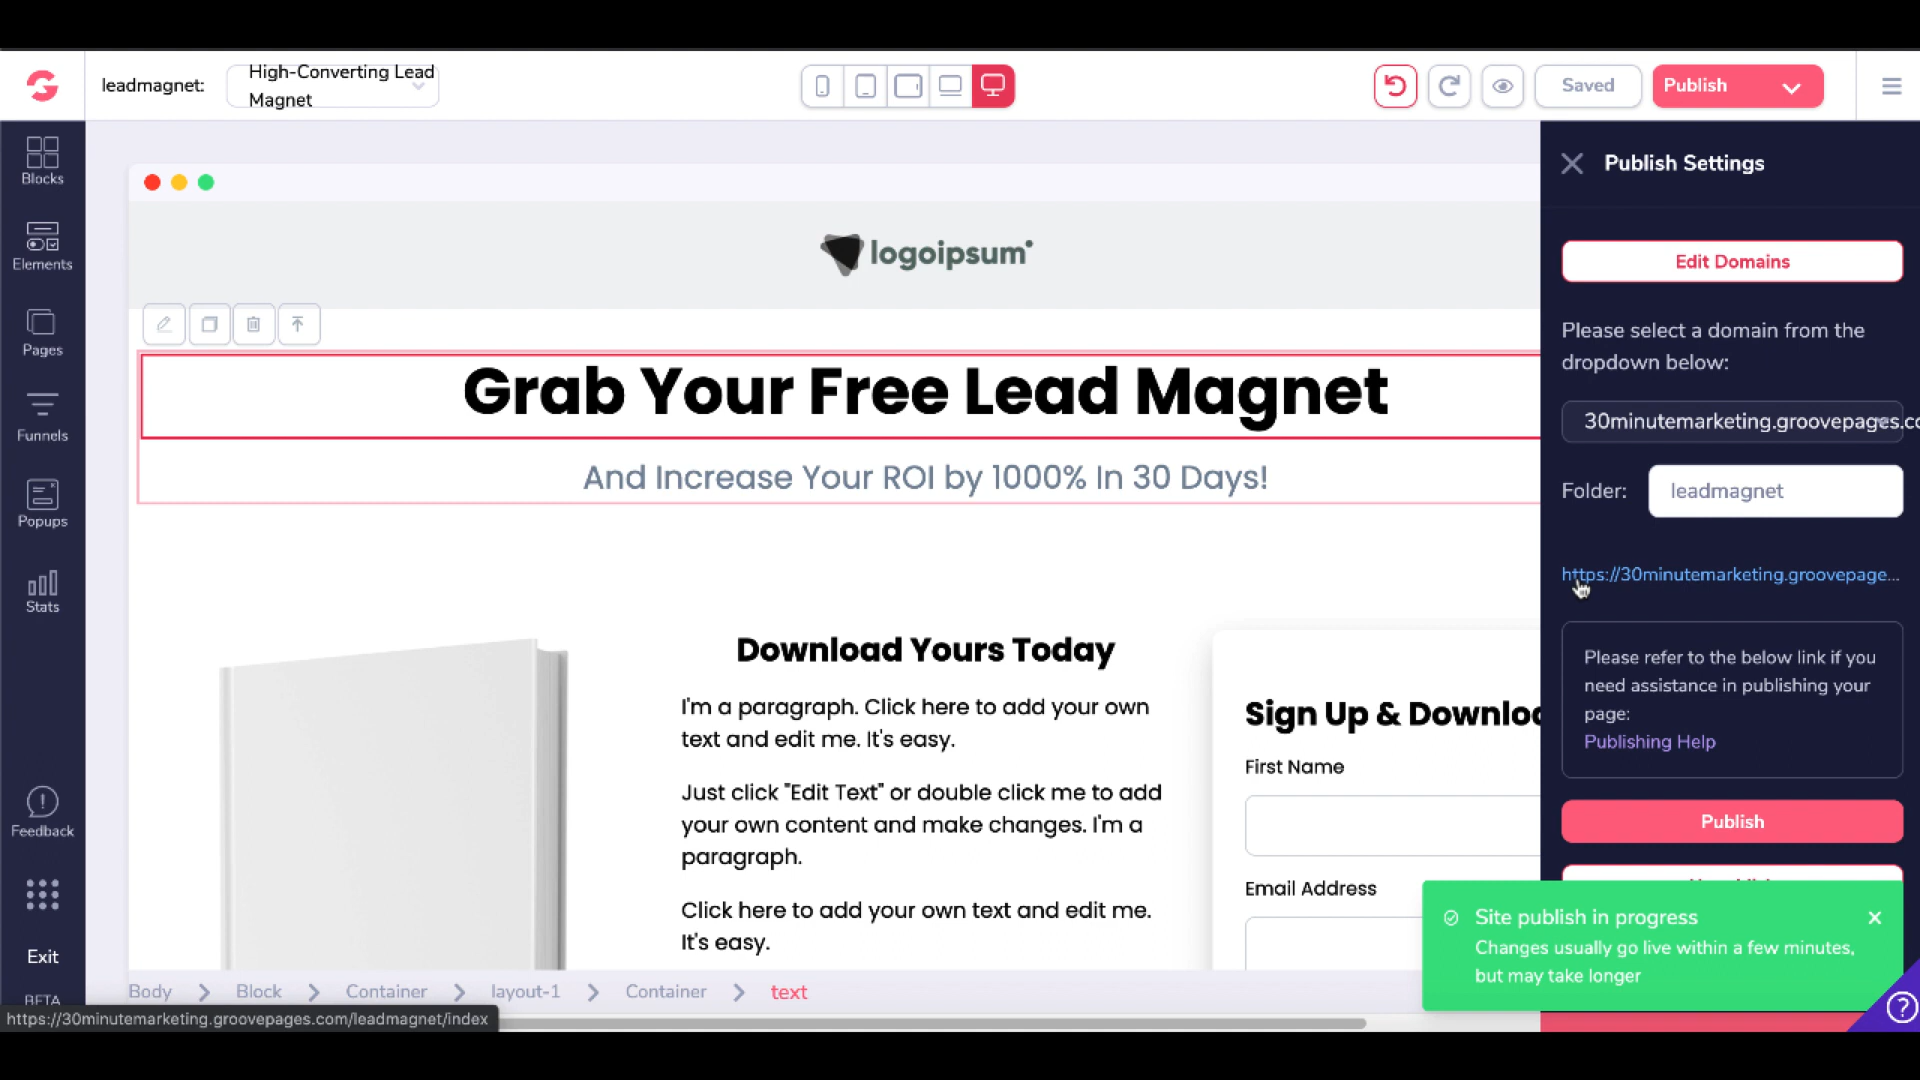 leadmagnet:
High-Converting Lead
Magnet
Saved
Publish
Blocks
Elements
Pages
Funnels
Popups
Stats
Feedback
Exit
BETA
logoipsum
Grab Your Free Lead Magnet
And Increase Your ROI by 1000% In 30 Days!
Download Yours Today
I'm a paragraph. Click here to add your own
text and edit me. It's easy.
Just click "Edit Text" or double click me to add
your own content and make changes. I'm a
paragraph.
Click here to add your own text and edit me.
It's easy.
Sign Up & Downloa
First Name
Email Address
Body
Block
Container
layout-1
Container
text
https://30minutemarketing.groovepages.com/leadmagnet/index
Publish Settings
Edit Domains
Please select a domain from the
dropdown below:
30minutemarketing.groovepages.co
Folder: leadmagnet
https://30minutemarketing.groovepage...
Please refer to the below link if you
need assistance in publishing your
page:
Publishing Help
Publish
Site publish in progress
Changes usually go live within a few minutes,
but may take longer
?